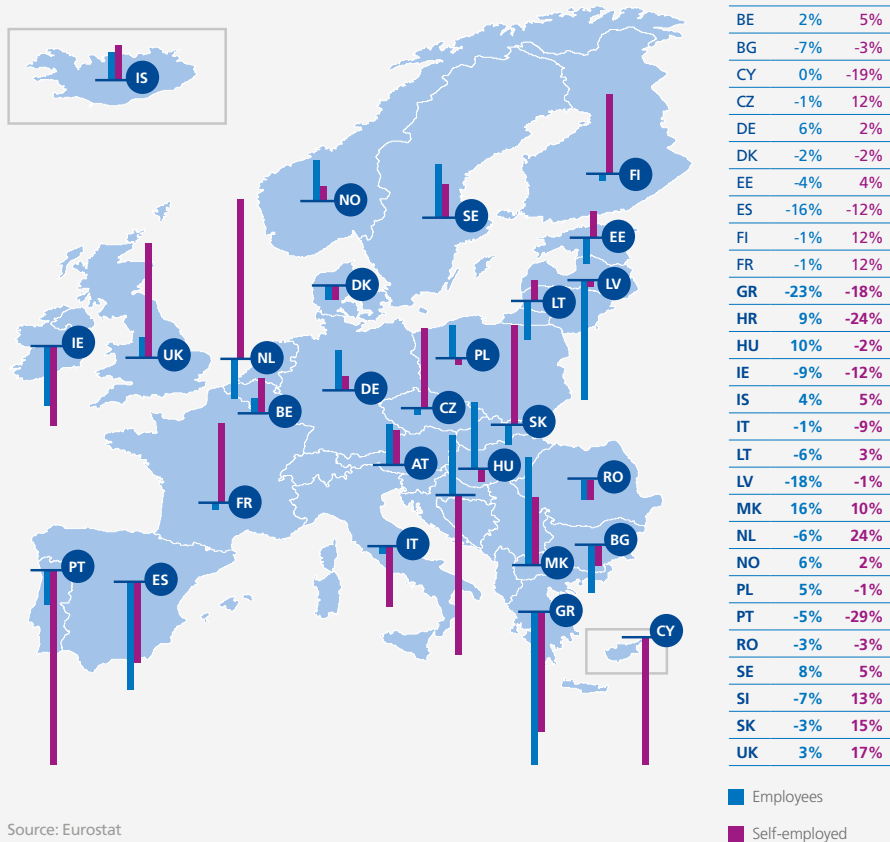 IS
NO
SE
FI
EE
LV
LT
DK
IE
UK
NL
BE
DE
PL
CZ
SK
AT
HU
FR
RO
IT
BG
MK
PT
ES
GR
CY
BE 2% 5%
BG -7% -3%
CY 0% -19%
CZ -1% 12%
DE 6% 2%
DK -2% -2%
EE -4% 4%
ES -16% -12%
FI -1% 12%
FR -1% 12%
GR -23% -18%
HR 9% -24%
HU 10% -2%
IE -9% -12%
IS 4% 5%
IT -1% -9%
LT -6% 3%
LV -18% -1%
MK 16% 10%
NL -6% 24%
NO 6% 2%
PL 5% -1%
PT -5% -29%
RO -3% -3%
SE 8% 5%
SI -7% 13%
SK -3% 15%
UK 3% 17%
Employees
Self-employed
Source: Eurostat